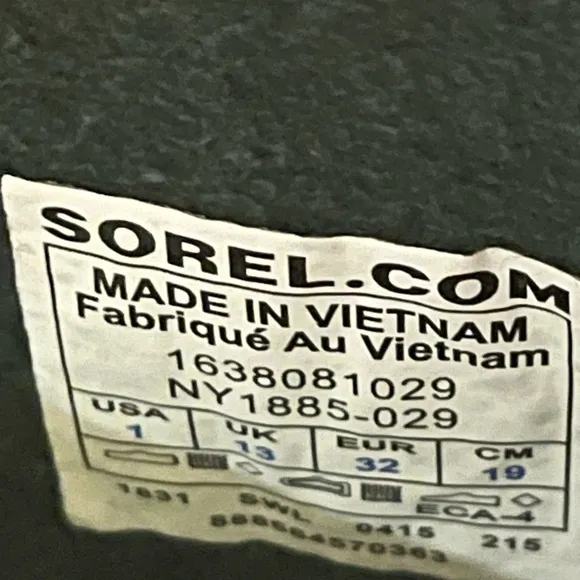 SOREL.COM
MADE IN VIETNAM
Fabriqué Au Vietnam
1638081029
NY1885-029
USA UK EUR CM
1 13 32 19
ECA-4
1831 SWL 0415 215